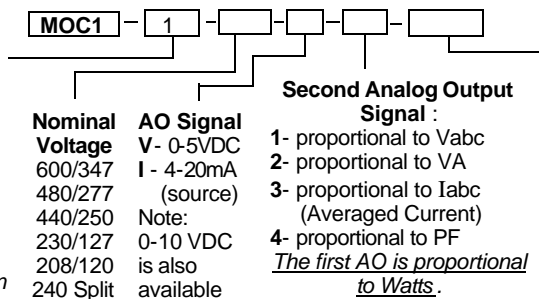 MOC1 - 1 - - - -
Nominal
Voltage
600/347
480/277
440/250
230/127
208/120
240 Split
AO Signal
V- 0-5VDC
I - 4-20mA
(source)
Note:
0-10 VDC
is also
available
Second Analog Output
Signal :
1- proportional to Vabc
2- proportional to VA
3- proportional to Iabc
(Averaged Current)
4- proportional to PF
The first AO is proportional
to Watts.